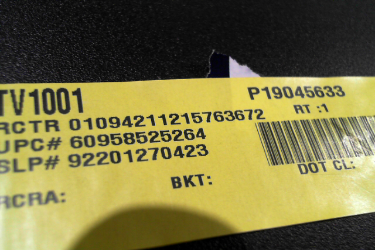 TV1001 P19045633
RCTR 01094211215763672 RT :1
UPC# 60958525264
SLP# 92201270423
DOT CL:
RCRA: BKT: